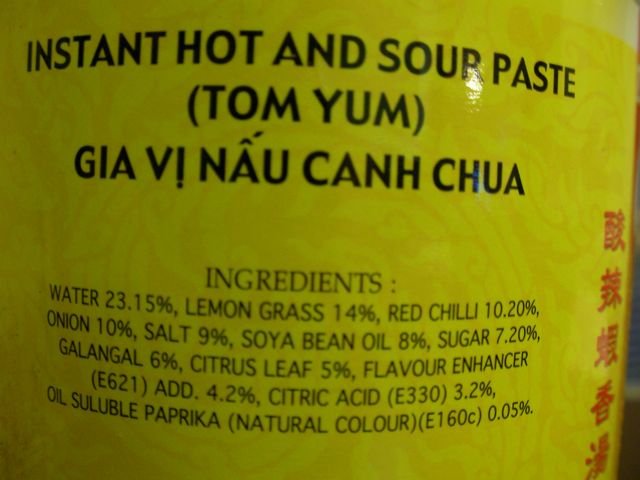 INSTANT HOT AND SOUR PASTE
(TOM YUM)
GIA VỊ NẤU CANH CHUA
INGREDIENTS :
WATER 23.15%, LEMON GRASS 14%, RED CHILLI 10.20%,
ONION 10%, SALT 9%, SOYA BEAN OIL 8%, SUGAR 7.20%,
GALANGAL 6%, CITRUS LEAF 5%, FLAVOUR ENHANCER
(E621) ADD. 4.2%, CITRIC ACID (E330) 3.2%,
OIL SULUBLE PAPRIKA (NATURAL COLOUR)(E160c) 0.05%.
酸辣蝦香